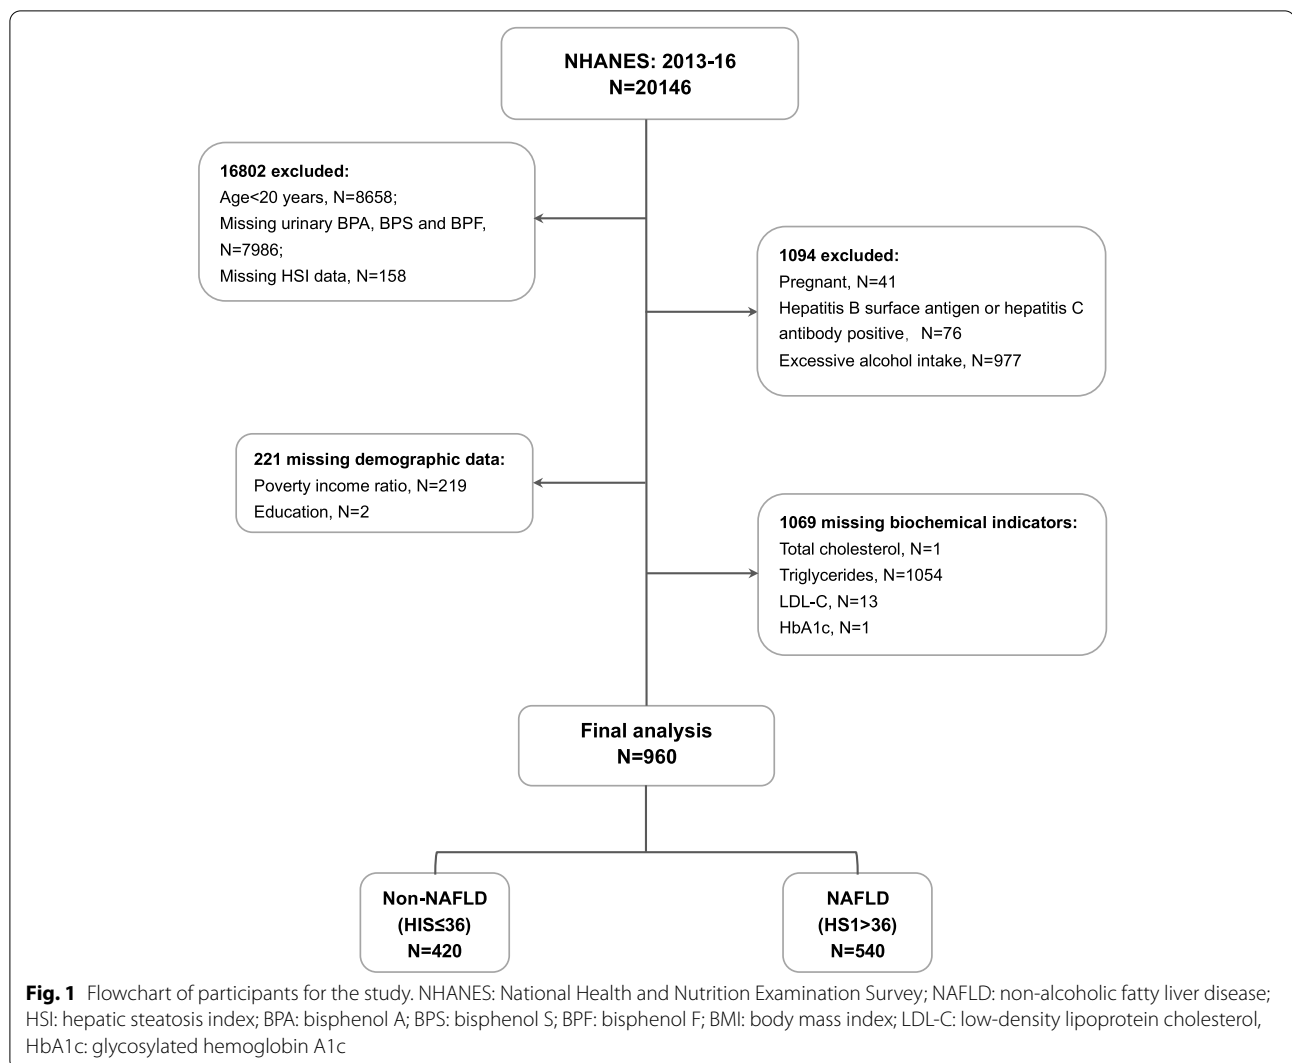 NHANES: 2013-16
N=20146
16802 excluded:
Age<20 years, N=8658;
Missing urinary BPA, BPS and BPF,
N=7986;
Missing HSI data, N=158
1094 excluded:
Pregnant, N=41
Hepatitis B surface antigen or hepatitis C
antibody positive, N=76
Excessive alcohol intake, N=977
221 missing demographic data:
Poverty income ratio, N=219
Education, N=2
1069 missing biochemical indicators:
Total cholesterol, N=1
Triglycerides, N=1054
LDL-C, N=13
HbA1c, N=1
Final analysis
N=960
Non-NAFLD
(HIS≤36)
N=420
NAFLD
(HS1>36)
N=540
Fig. 1 Flowchart of participants for the study. NHANES: National Health and Nutrition Examination Survey; NAFLD: non-alcoholic fatty liver disease;
HSI: hepatic steatosis index; BPA: bisphenol A; BPS: bisphenol S; BPF: bisphenol F; BMI: body mass index; LDL-C: low-density lipoprotein cholesterol,
HbA1c: glycosylated hemoglobin A1c